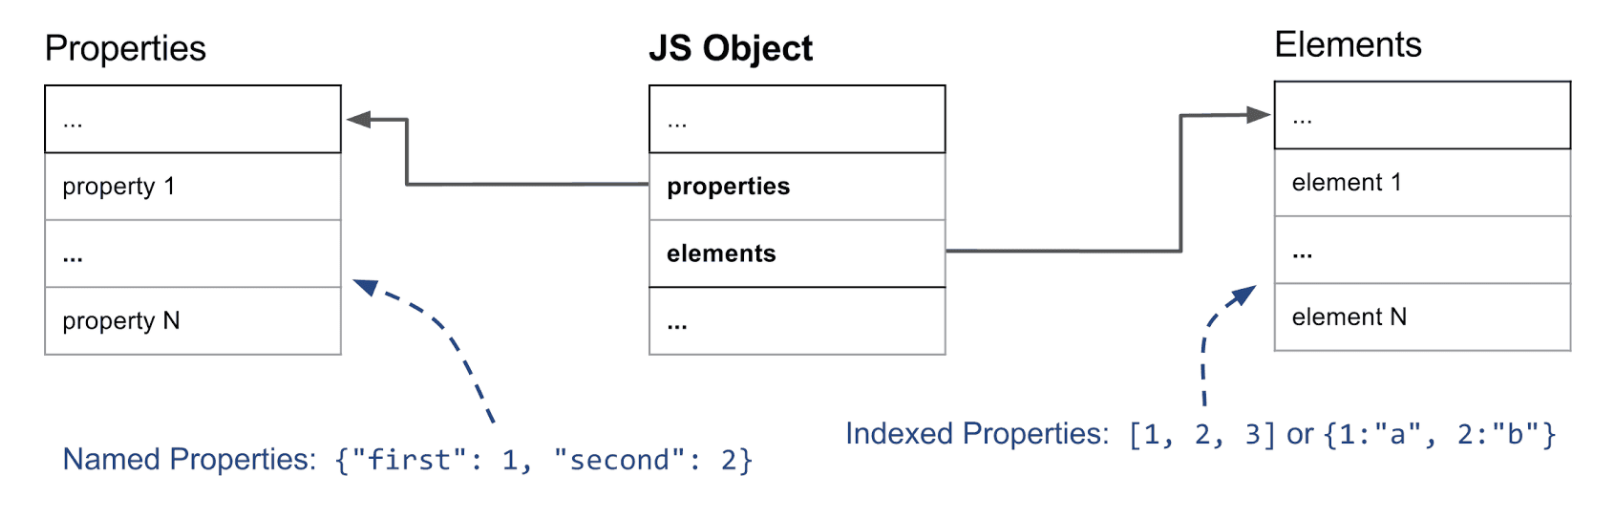 Properties
...
property 1
...
property N
JS Object
...
properties
elements
...
Elements
...
element 1
...
element N
Named Properties: {"first": 1, "second": 2}
Indexed Properties: [1, 2, 3] or {1:"a", 2:"b"}